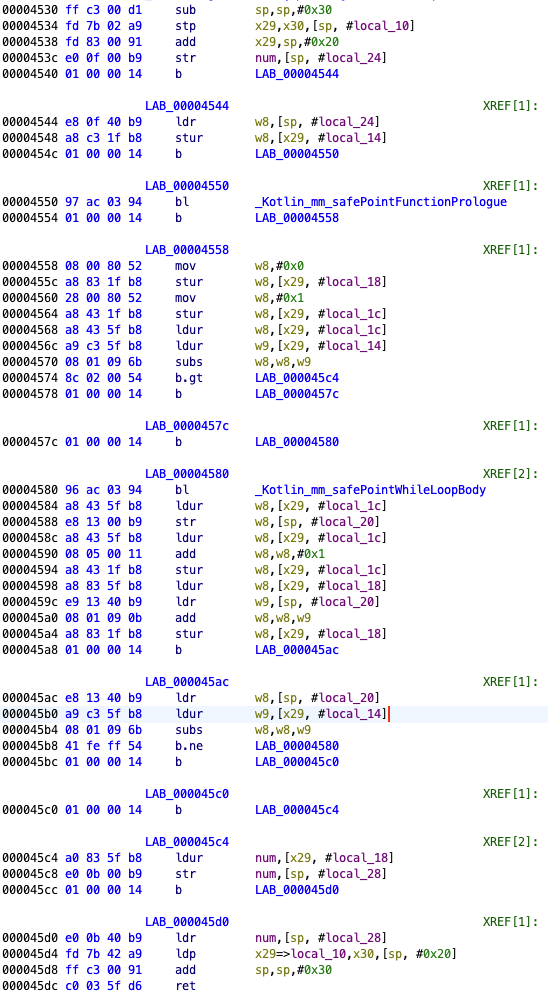 00004530 ff c3 00 d1 sub sp,sp,#0x30
00004534 fd 7b 02 a9 stp x29,x30,[sp, #local_10]
00004538 fd 83 00 91 add x29,sp,#0x20
0000453c e0 0f 00 b9 str num,[sp, #local_24]
00004540 01 00 00 14 b LAB_00004544
LAB_00004544 XREF[1]:
00004544 e8 0f 40 b9 ldr w8,[sp, #local_24]
00004548 a8 c3 1f b8 stur w8,[x29, #local_14]
0000454c 01 00 00 14 b LAB_00004550
LAB_00004550 XREF[1]:
00004550 97 ac 03 94 bl _Kotlin_mm_safePointFunctionPrologue
00004554 01 00 00 14 b LAB_00004558
LAB_00004558 XREF[1]:
00004558 08 00 80 52 mov w8,#0x0
0000455c a8 83 1f b8 stur w8,[x29, #local_18]
00004560 28 00 80 52 mov w8,#0x1
00004564 a8 43 1f b8 stur w8,[x29, #local_1c]
00004568 a8 43 5f b8 ldur w8,[x29, #local_1c]
0000456c a9 c3 5f b8 ldur w9,[x29, #local_14]
00004570 08 01 09 6b subs w8,w8,w9
00004574 8c 02 00 54 b.gt LAB_000045c4
00004578 01 00 00 14 b LAB_0000457c
LAB_0000457c XREF[1]:
0000457c 01 00 00 14 b LAB_00004580
LAB_00004580 XREF[2]:
00004580 96 ac 03 94 bl _Kotlin_mm_safePointWhileLoopBody
00004584 a8 43 5f b8 ldur w8,[x29, #local_1c]
00004588 e8 13 00 b9 str w8,[sp, #local_20]
0000458c a8 43 5f b8 ldur w8,[x29, #local_1c]
00004590 08 05 00 11 add w8,w8,#0x1
00004594 a8 43 1f b8 stur w8,[x29, #local_1c]
00004598 a8 83 5f b8 ldur w8,[x29, #local_18]
0000459c e9 13 40 b9 ldr w9,[sp, #local_20]
000045a0 08 01 09 0b add w8,w8,w9
000045a4 a8 83 1f b8 stur w8,[x29, #local_18]
000045a8 01 00 00 14 b LAB_000045ac
LAB_000045ac XREF[1]:
000045ac e8 13 40 b9 ldr w8,[sp, #local_20]
000045b0 a9 c3 5f b8 ldur w9,[x29, #local_14]
000045b4 08 01 09 6b subs w8,w8,w9
000045b8 41 fe ff 54 b.ne LAB_00004580
000045bc 01 00 00 14 b LAB_000045c0
LAB_000045c0 XREF[1]:
000045c0 01 00 00 14 b LAB_000045c4
LAB_000045c4 XREF[2]:
000045c4 a0 83 5f b8 ldur num,[x29, #local_18]
000045c8 e0 0b 00 b9 str num,[sp, #local_28]
000045cc 01 00 00 14 b LAB_000045d0
LAB_000045d0 XREF[1]:
000045d0 e0 0b 40 b9 ldr num,[sp, #local_28]
000045d4 fd 7b 42 a9 ldp x29=>local_10,x30,[sp, #0x20]
000045d8 ff c3 00 91 add sp,sp,#0x30
000045dc c0 03 5f d6 ret